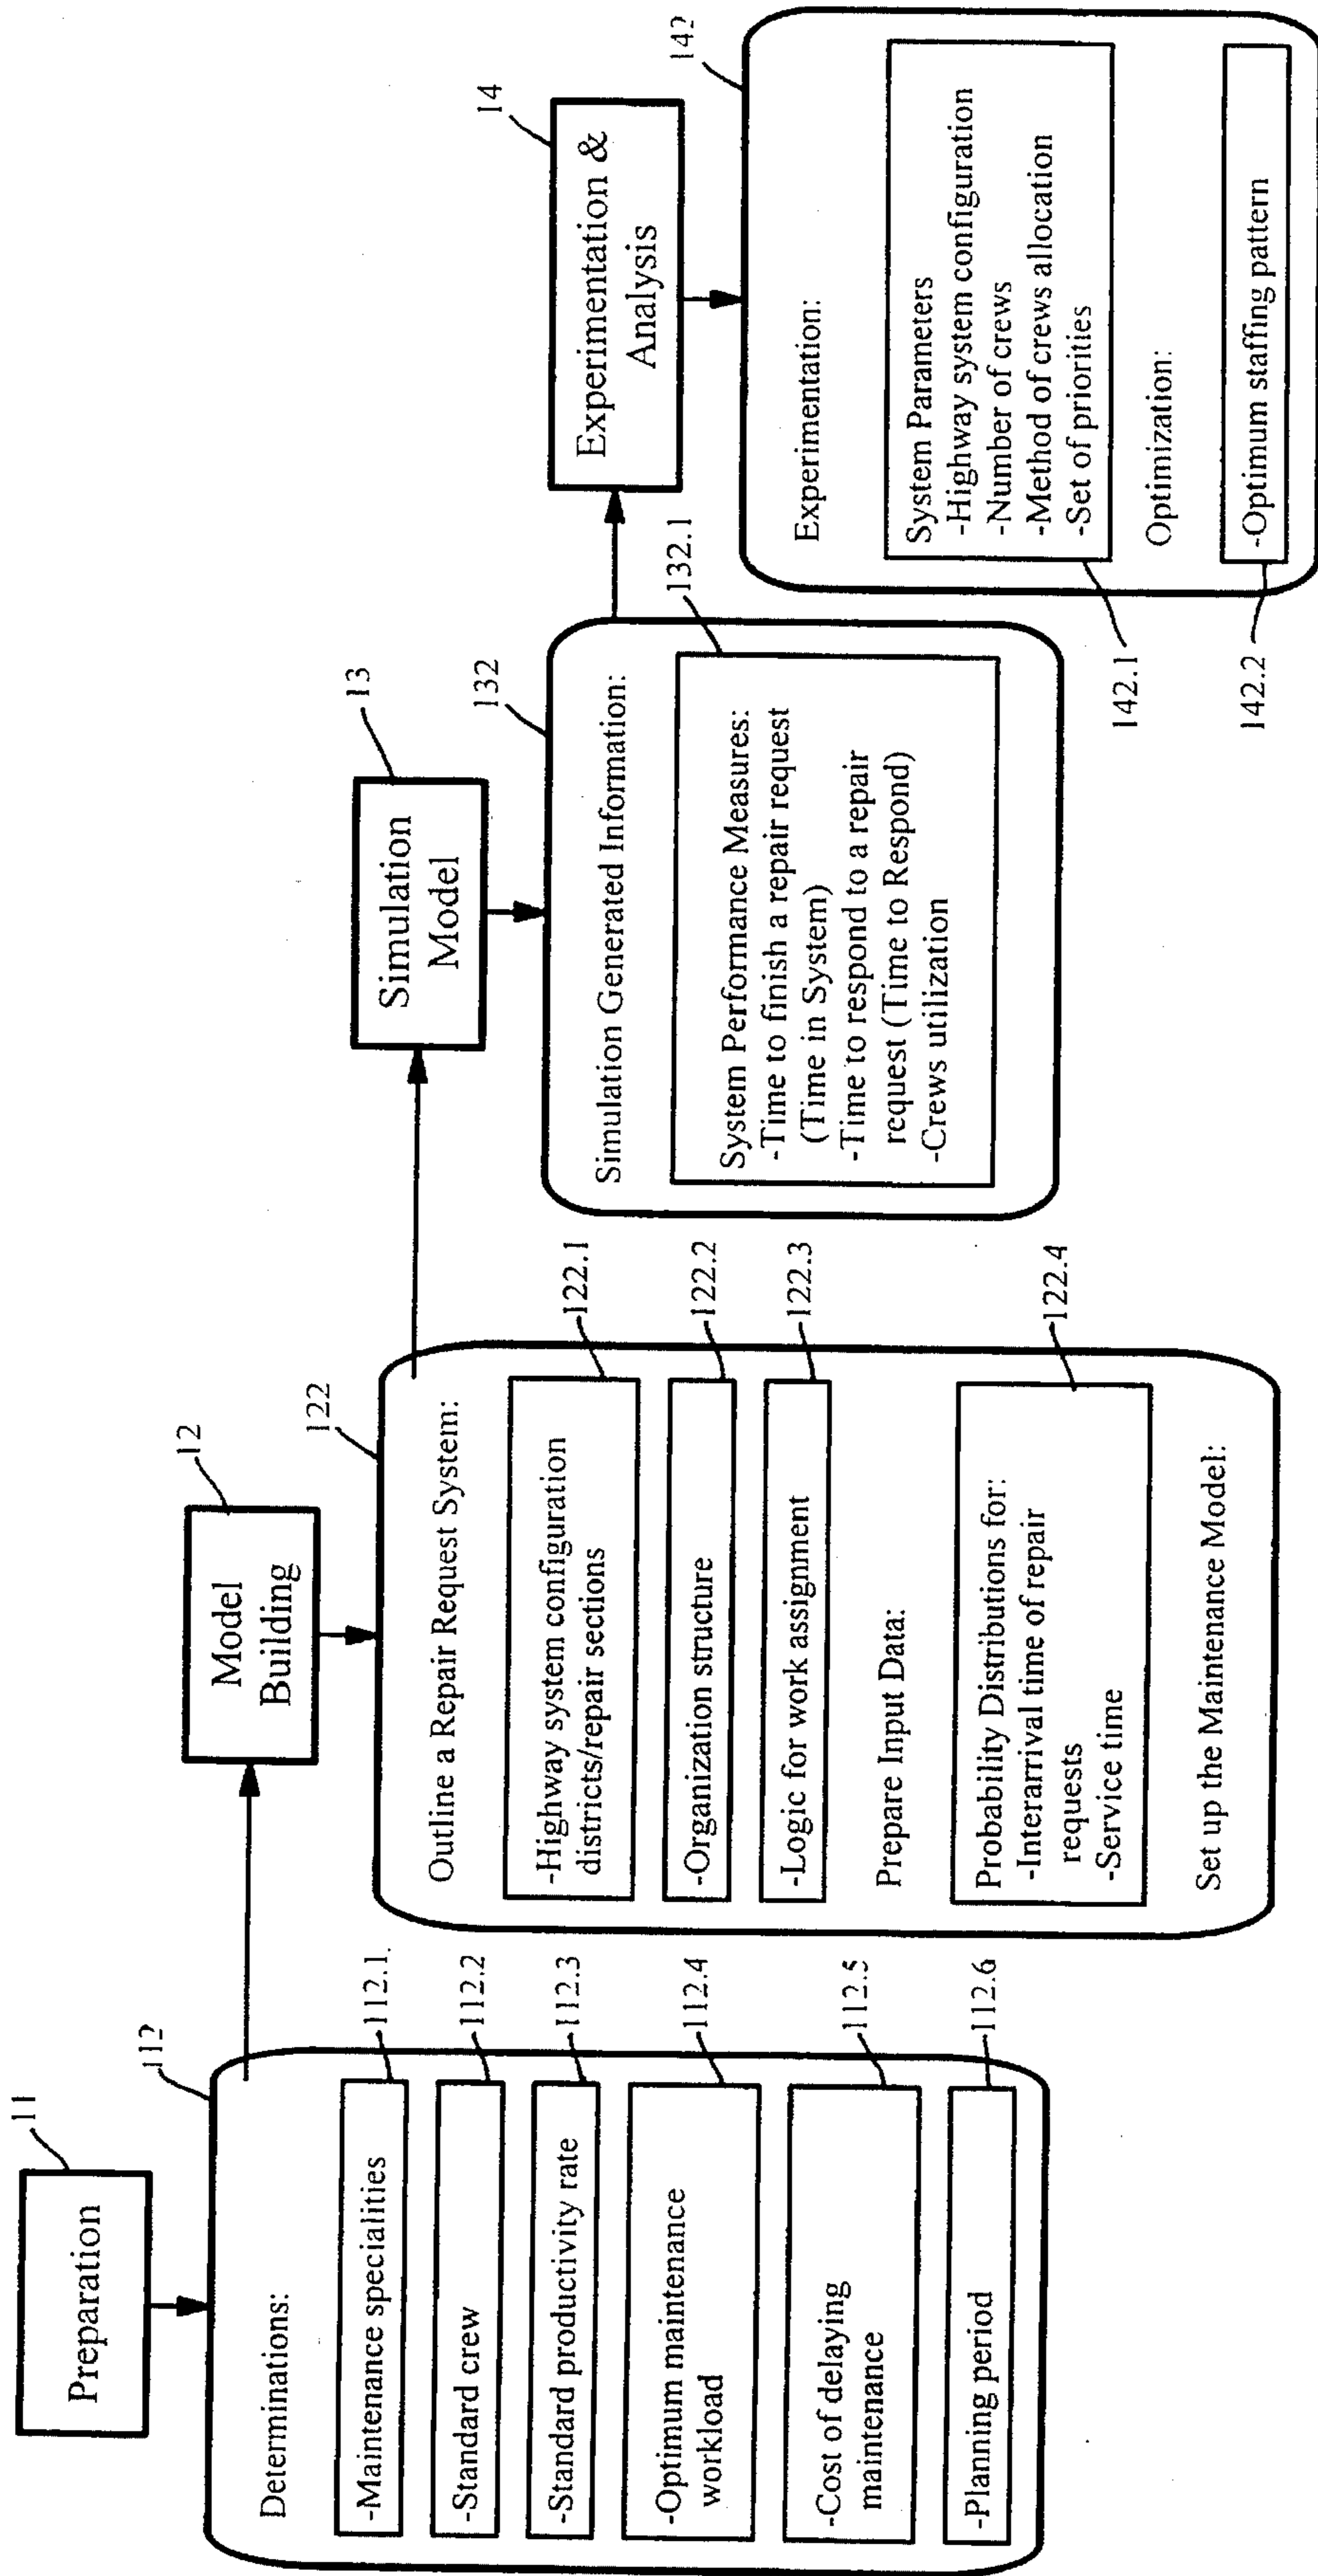 11
Preparation
112
Determinations:
-Maintenance specialities
112.1.
-Standard crew
112.2
-Standard productivity rate
112.3
-Optimum maintenance
workload
112.4
-Cost of delaying
maintenance
112.5
-Planning period
112.6
12
Model
Building
122
Outline a Repair Request System:
-Highway system configuration
districts/repair sections
122.1
-Organization structure
122.2
-Logic for work assignment
122.3
Prepare Input Data:
Probability Distributions for:
-Interarrival time of repair
requests
-Service time
122.4
Set up the Maintenance Model:
13
Simulation
Model
132
Simulation Generated Information:
132.1
System Performance Measures:
-Time to finish a repair request
(Time in System)
-Time to respond to a repair
request (Time to Respond)
-Crews utilization
14
Experimentation &
Analysis
142
Experimentation:
System Parameters
-Highway system configuration
-Number of crews
-Method of crews allocation
-Set of priorities
142.1
Optimization:
-Optimum staffing pattern
142.2